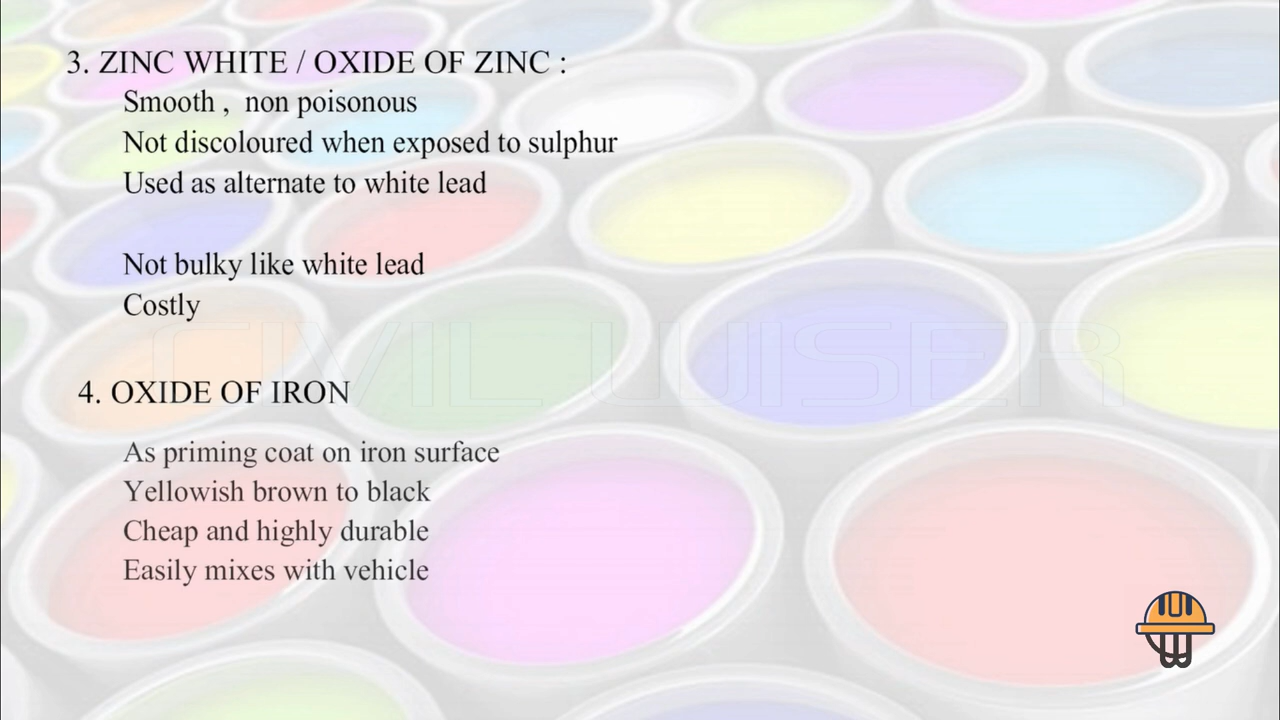 3. ZINC WHITE / OXIDE OF ZINC :
Smooth , non poisonous
Not discoloured when exposed to sulphur
Used as alternate to white lead
Not bulky like white lead
Costly
CIVIL WISER
4. OXIDE OF IRON
As priming coat on iron surface
Yellowish brown to black
Cheap and highly durable
Easily mixes with vehicle